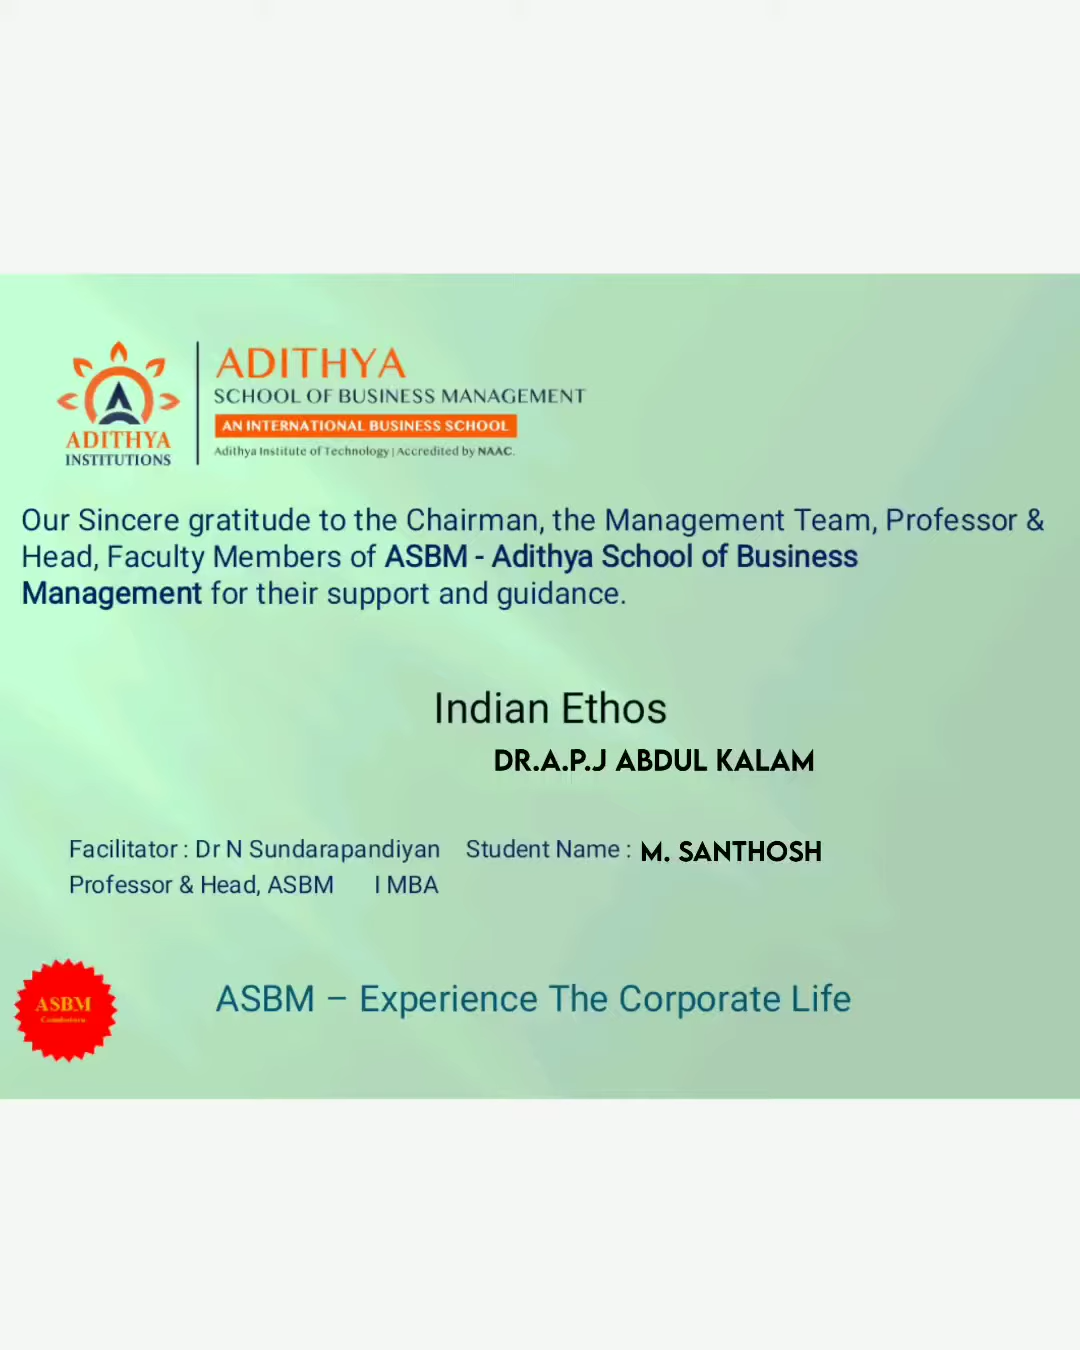 ADITHYA
INSTITUTIONS
ADITHYA
SCHOOL OF BUSINESS MANAGEMENT
AN INTERNATIONAL BUSINESS SCHOOL
Adithya Institute of Technology | Accredited by NAAC.
Our Sincere gratitude to the Chairman, the Management Team, Professor &
Head, Faculty Members of ASBM - Adithya School of Business
Management for their support and guidance.
Indian Ethos
DR.A.P.J ABDUL KALAM
Facilitator : Dr N Sundarapandiyan Student Name : M. SANTHOSH
Professor & Head, ASBM I MBA
ASBM
Coimbatore
ASBM – Experience The Corporate Life